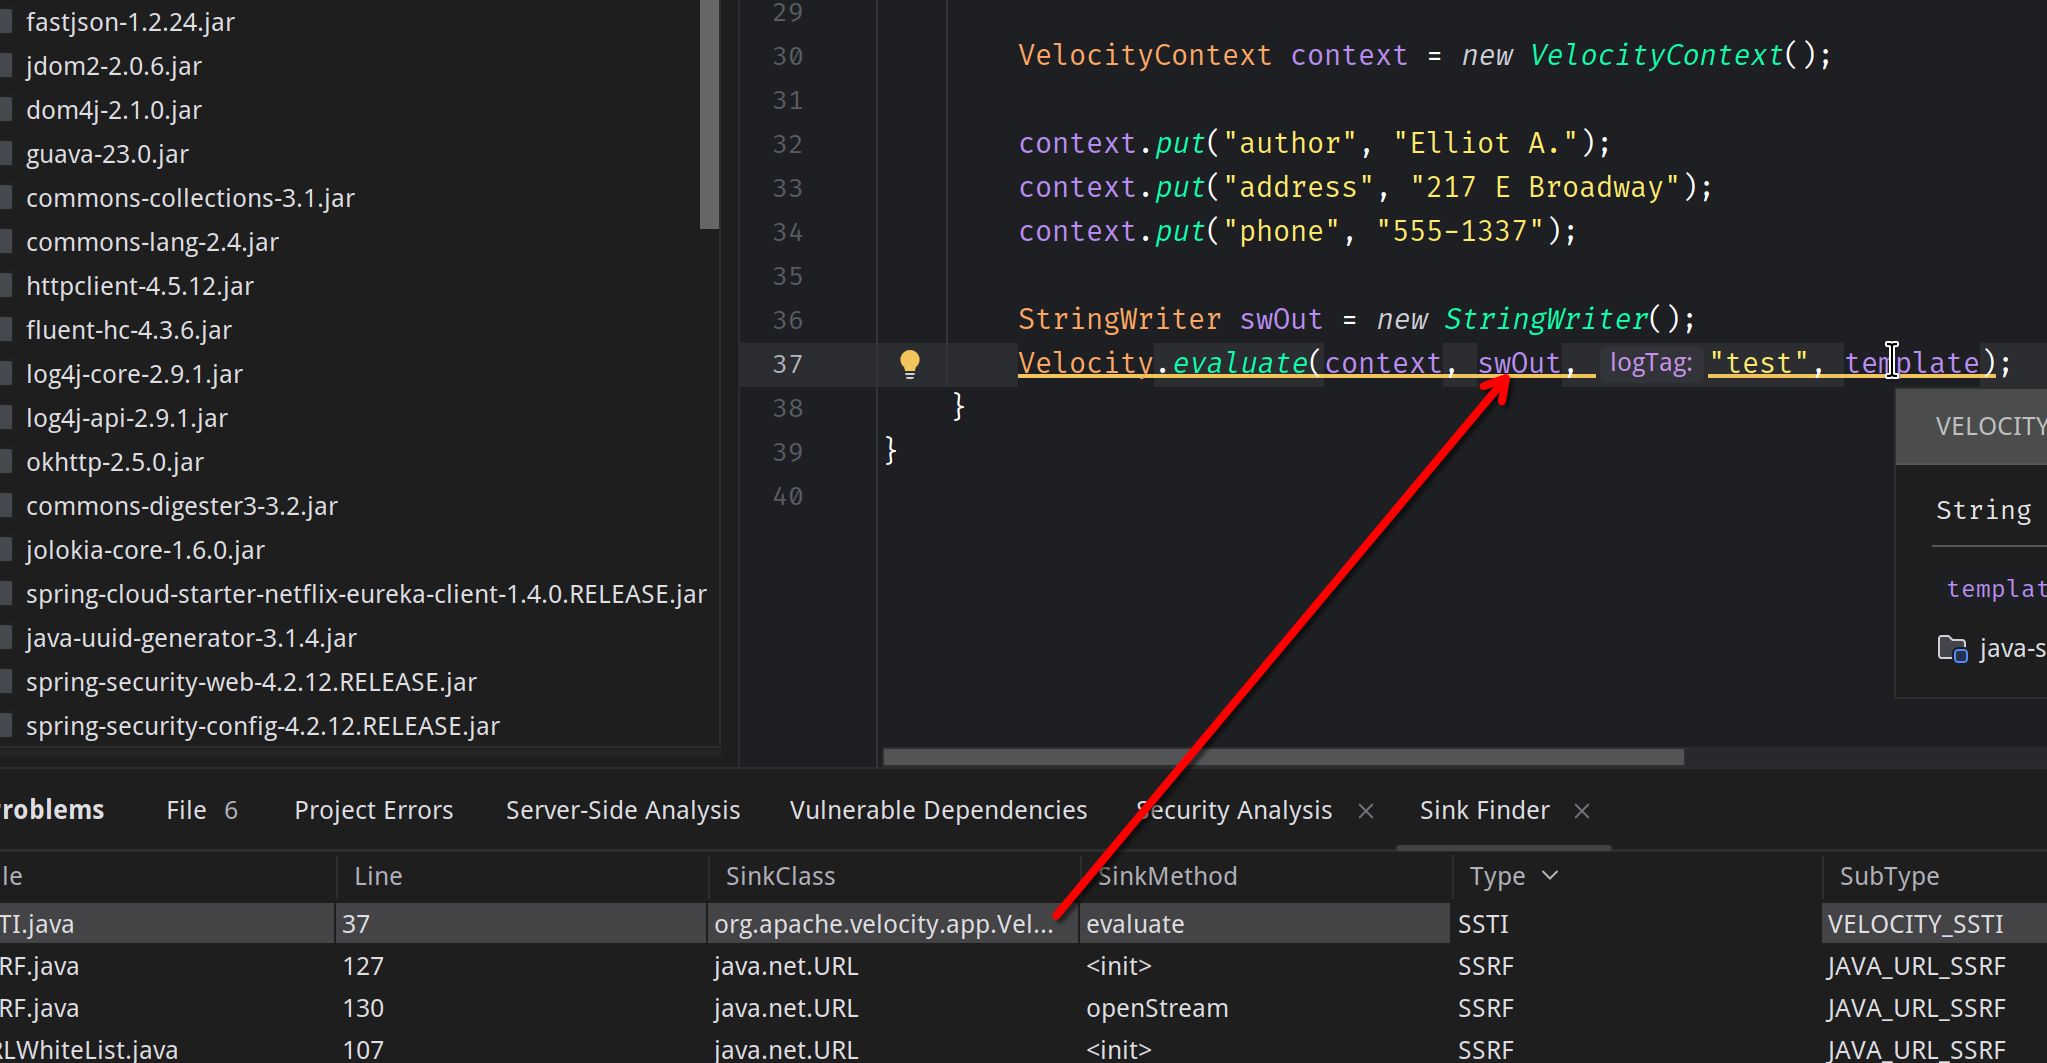 fastjson-1.2.24.jar
jdom2-2.0.6.jar
dom4j-2.1.0.jar
guava-23.0.jar
commons-collections-3.1.jar
commons-lang-2.4.jar
httpclient-4.5.12.jar
fluent-hc-4.3.6.jar
log4j-core-2.9.1.jar
log4j-api-2.9.1.jar
okhttp-2.5.0.jar
commons-digester3-3.2.jar
jolokia-core-1.6.0.jar
spring-cloud-starter-netflix-eureka-client-1.4.0.RELEASE.jar
java-uuid-generator-3.1.4.jar
spring-security-web-4.2.12.RELEASE.jar
spring-security-config-4.2.12.RELEASE.jar
29
30 VelocityContext context = new VelocityContext();
31
32 context.put("author", "Elliot A.");
33 context.put("address", "217 E Broadway");
34 context.put("phone", "555-1337");
35
36 StringWriter swOut = new StringWriter();
37 Velocity.evaluate(context, swOut, logTag: "test", template);
38 }
39 }
40
VELOCITY
String
templat
java-s
roblems File 6 Project Errors Server-Side Analysis Vulnerable Dependencies Security Analysis × Sink Finder ×
le Line SinkClass SinkMethod Type SubType
TI.java 37 org.apache.velocity.app.Vel... evaluate SSTI VELOCITY_SSTI
RF.java 127 java.net.URL <init> SSRF JAVA_URL_SSRF
RF.java 130 java.net.URL openStream SSRF JAVA_URL_SSRF
RLWhiteList.java 107 java.net.URL <init> SSRF JAVA_URL_SSRF